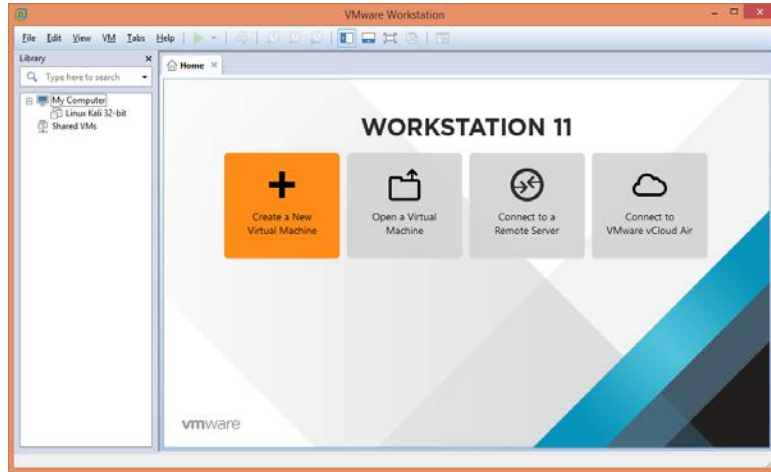 VMware Workstation
File Edit View VM Tabs Help
Library
Type here to search
My Computer
Linux Kali 32-bit
Shared VMs
Home
WORKSTATION 11
Create a New
Virtual Machine
Open a Virtual
Machine
Connect to a
Remote Server
Connect to
VMware vCloud Air
vmware